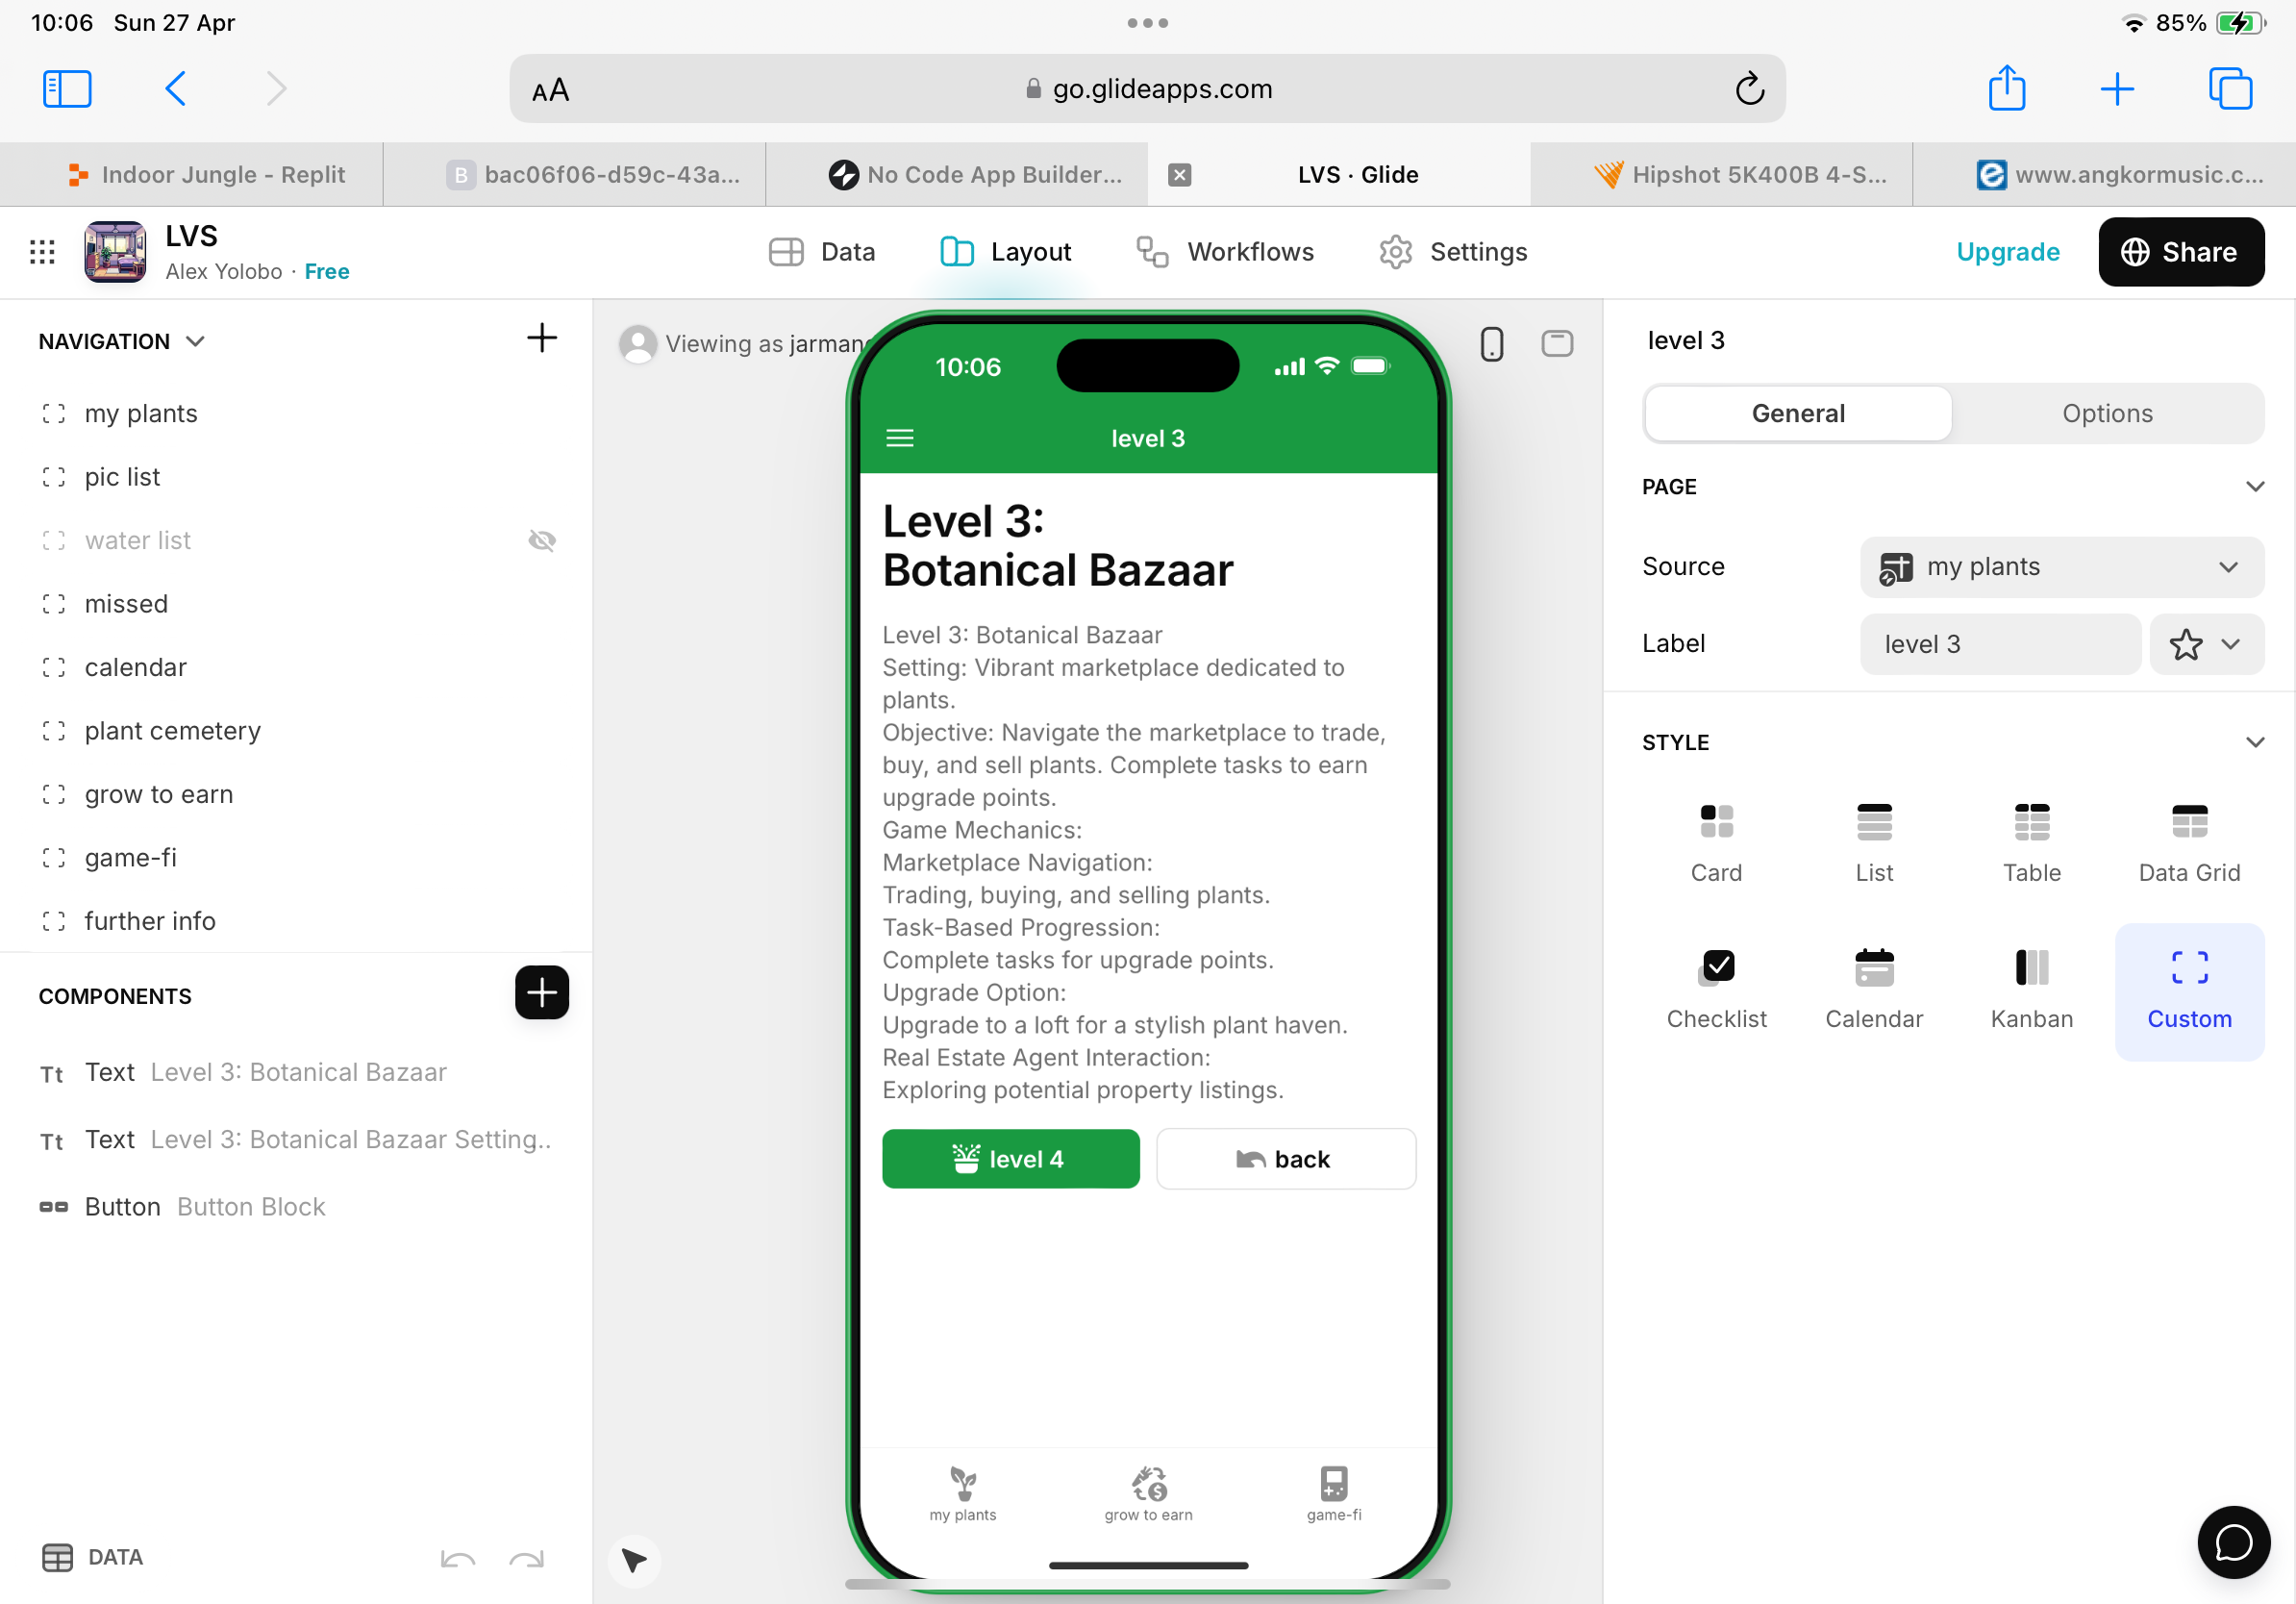 10:06 Sun 27 Apr
85%
AA
go.glideapps.com
Indoor Jungle - Replit
B bac06f06-d59c-43a...
No Code App Builder...
LVS · Glide
Hipshot 5K400B 4-S...
www.angkormusic.c...
LVS
Alex Yolobo · Free
Data
Layout
Workflows
Settings
Upgrade
Share
NAVIGATION
my plants
pic list
water list
missed
calendar
plant cemetery
grow to earn
game-fi
further info
COMPONENTS
Tt Text Level 3: Botanical Bazaar
Tt Text Level 3: Botanical Bazaar Setting..
Button Button Block
DATA
Viewing as jarman
10:06
level 3
Level 3:
Botanical Bazaar
Level 3: Botanical Bazaar
Setting: Vibrant marketplace dedicated to
plants.
Objective: Navigate the marketplace to trade,
buy, and sell plants. Complete tasks to earn
upgrade points.
Game Mechanics:
Marketplace Navigation:
Trading, buying, and selling plants.
Task-Based Progression:
Complete tasks for upgrade points.
Upgrade Option:
Upgrade to a loft for a stylish plant haven.
Real Estate Agent Interaction:
Exploring potential property listings.
level 4
back
my plants
grow to earn
game-fi
level 3
General
Options
PAGE
Source
my plants
Label
level 3
STYLE
Card
List
Table
Data Grid
Checklist
Calendar
Kanban
Custom